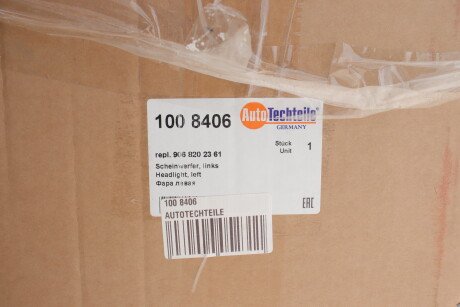 100 8406
AutoTechteile®
GERMANY
repl. 906 820 23 61
Stück
Unit
1
Scheinwerfer, links
Headlight, left
Фара левая
EAC
100 8406
AUTOTECHTEILE